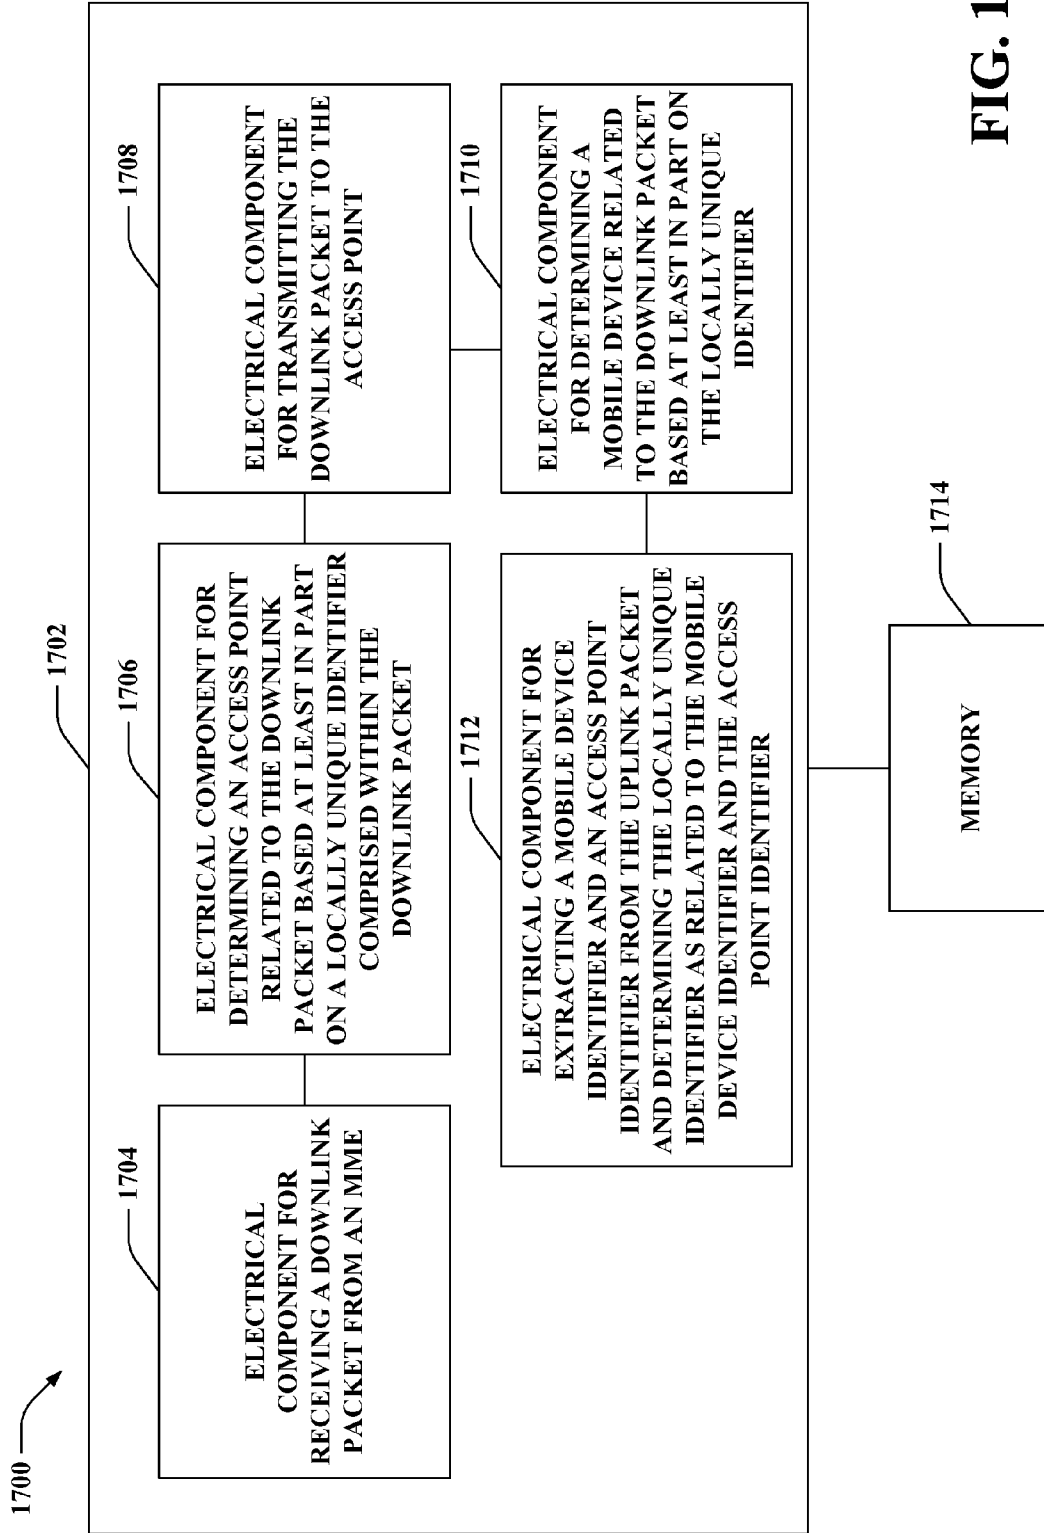 1700
1702
1704
ELECTRICAL
COMPONENT FOR
RECEIVING A DOWNLINK
PACKET FROM AN MME
1706
ELECTRICAL COMPONENT FOR
DETERMINING AN ACCESS POINT
RELATED TO THE DOWNLINK
PACKET BASED AT LEAST IN PART
ON A LOCALLY UNIQUE IDENTIFIER
COMPRISED WITHIN THE
DOWNLINK PACKET
1708
ELECTRICAL COMPONENT
FOR TRANSMITTING THE
DOWNLINK PACKET TO THE
ACCESS POINT
1712
ELECTRICAL COMPONENT FOR
EXTRACTING A MOBILE DEVICE
IDENTIFIER AND AN ACCESS POINT
IDENTIFIER FROM THE UPLINK PACKET
AND DETERMINING THE LOCALLY UNIQUE
IDENTIFIER AS RELATED TO THE MOBILE
DEVICE IDENTIFIER AND THE ACCESS
POINT IDENTIFIER
1710
ELECTRICAL COMPONENT
FOR DETERMINING A
MOBILE DEVICE RELATED
TO THE DOWNLINK PACKET
BASED AT LEAST IN PART ON
THE LOCALLY UNIQUE
IDENTIFIER
1714
MEMORY
FIG. 1